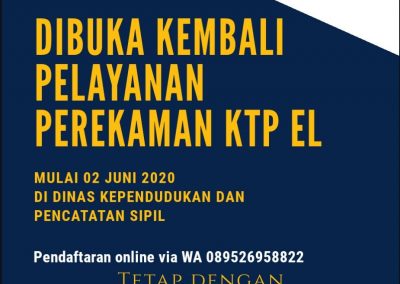 DIBUKA KEMBALI
PELAYANAN
PEREKAMAN KTP EL
MULAI 02 JUNI 2020
DI DINAS KEPENDUDUKAN DAN
PENCATATAN SIPIL
Pendaftaran online via WA 089526958822
TETAP DENGAN